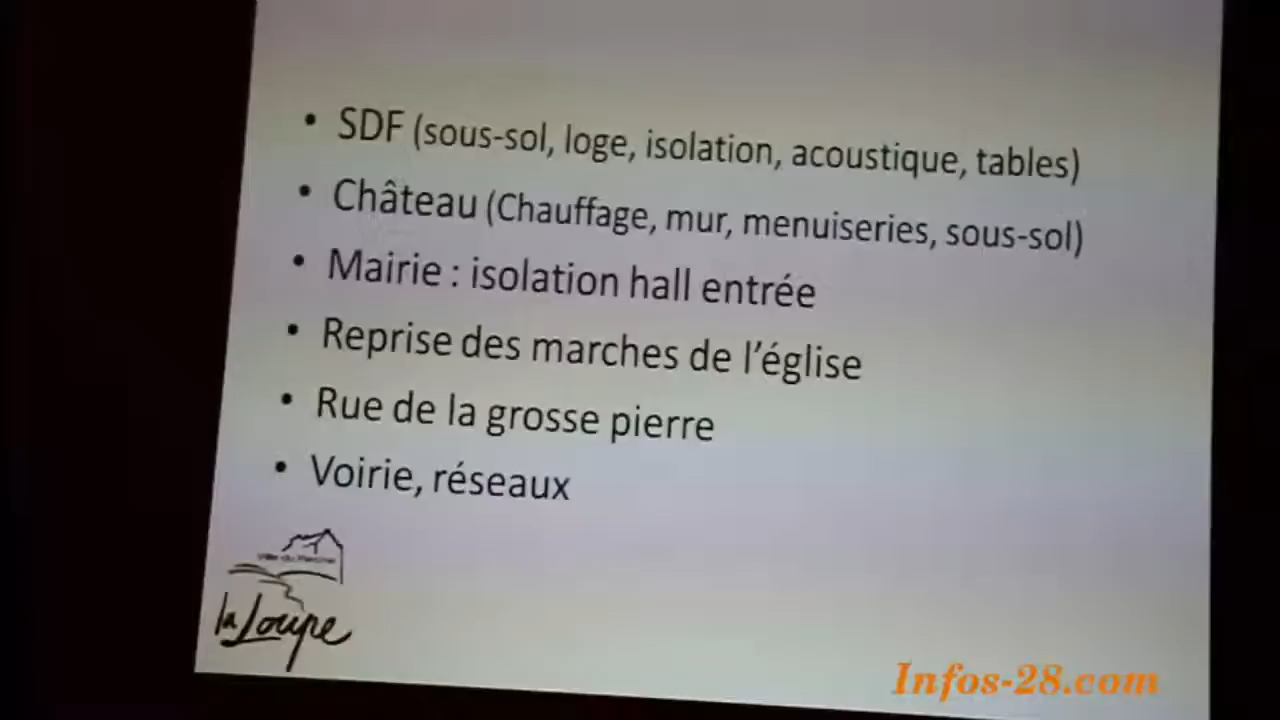 • SDF (sous-sol, loge, isolation, acoustique, tables)
• Château (Chauffage, mur, menuiseries, sous-sol)
• Mairie : isolation hall entrée
• Reprise des marches de l'église
• Rue de la grosse pierre
• Voirie, réseaux
la Loupe
Infos-28.com